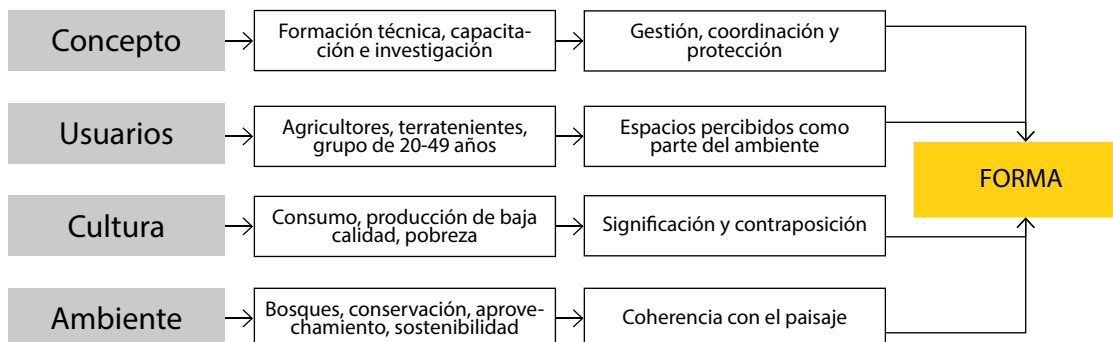 Concepto
Formación técnica, capacita-
ción e investigación
Gestión, coordinación y
protección
Usuarios
Agricultores, terratenientes,
grupo de 20-49 años
Espacios percibidos como
parte del ambiente
FORMA
Cultura
Consumo, producción de baja
calidad, pobreza
Significación y contraposición
Ambiente
Bosques, conservación, aprove-
chamiento, sostenibilidad
Coherencia con el paisaje